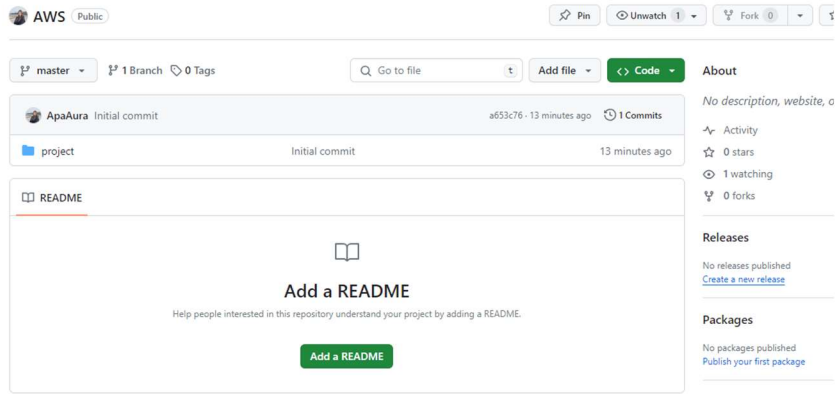 AWS Public
Pin
Unwatch 1
Fork 0
master
1 Branch
0 Tags
Go to file
t
Add file
Code
ApaAura Initial commit
a653c76 · 13 minutes ago
1 Commits
project
Initial commit
13 minutes ago
README
Add a README
Help people interested in this repository understand your project by adding a README.
Add a README
About
No description, website, o
Activity
0 stars
1 watching
0 forks
Releases
No releases published
Create a new release
Packages
No packages published
Publish your first package